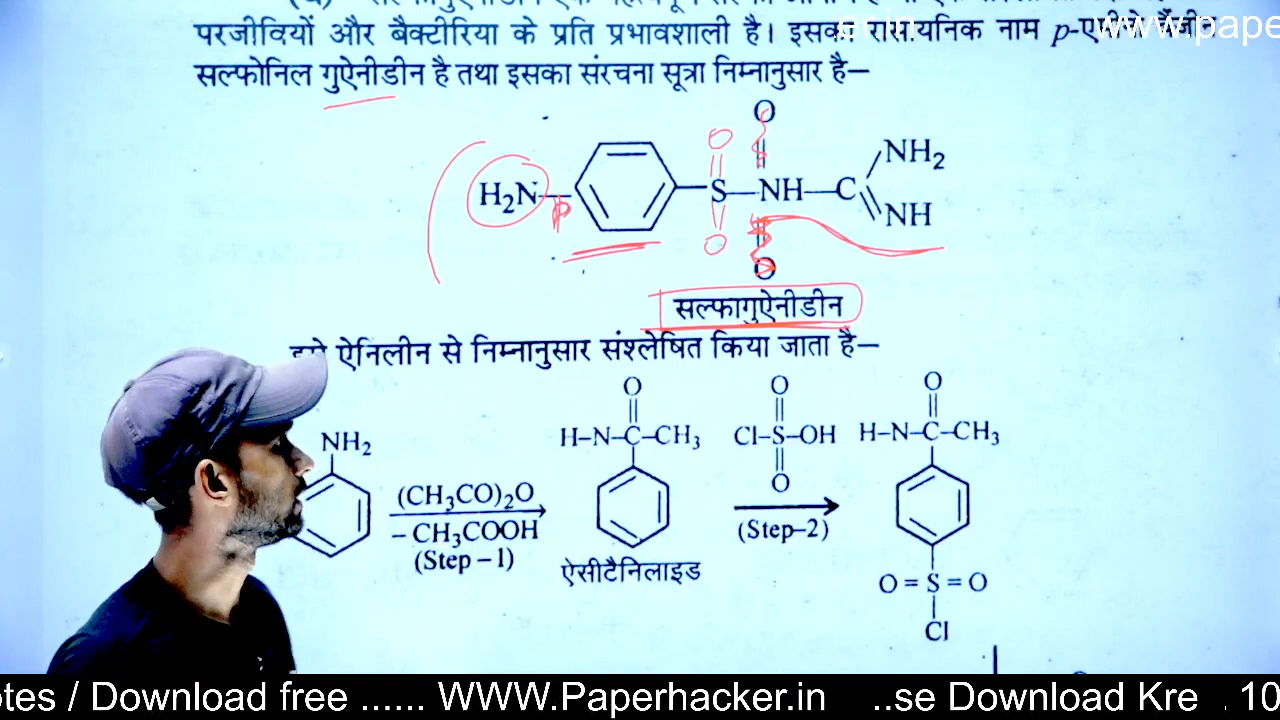 परजीवियों और बैक्टीरिया के प्रति प्रभावशाली है। इसका रासायनिक नाम
सल्फोनिल गुऐनीडीन है तथा इसका संरचना सूत्रा निम्नानुसार है—
O
O
NH₂
H₂N
S—NH—C
p
NH
O
O
सल्फागुऐनीडीन
ऐनिलीन से निम्नानुसार संश्लेषित किया जाता है—
O O O
NH₂ H–N–C–CH₃ Cl–S–OH H–N–C–CH₃
O
(CH₃CO)₂O
– CH₃COOH
(Step – 1)
(Step–2)
ऐसीटैनिलाइड
O = S = O
Cl
otes / Download free ...... WWW.Paperhacker.in ..se Download Kre . 10